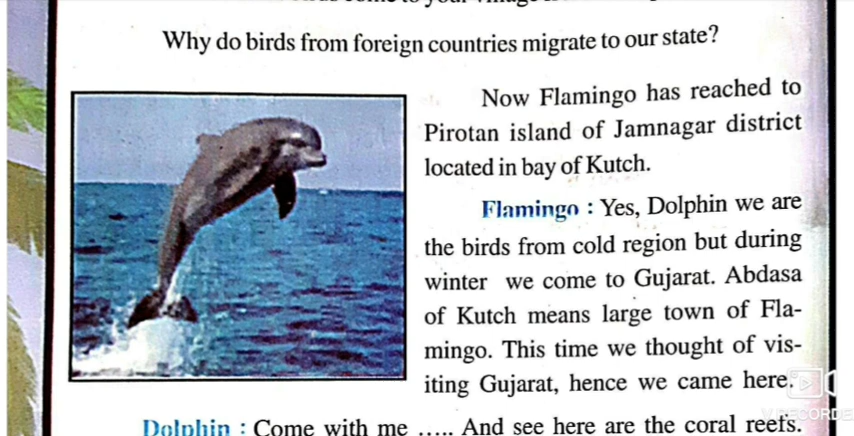 Why do birds from foreign countries migrate to our state?
Now Flamingo has reached to
Pirotan island of Jamnagar district
located in bay of Kutch.
Flamingo : Yes, Dolphin we are
the birds from cold region but during
winter we come to Gujarat. Abdasa
of Kutch means large town of Fla-
mingo. This time we thought of vis-
iting Gujarat, hence we came here.
Dolphin : Come with me ..... And see here are the coral reefs.